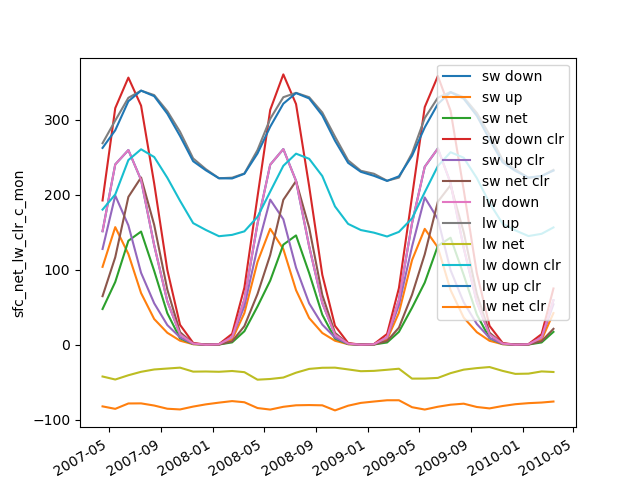 sw down
sw up
sw net
sw down clr
sw up clr
sw net clr
lw down
lw up
lw net
lw down clr
lw up clr
lw net clr
sfc_net_lw_clr_c_mon
300
200
100
0
−100
2007-05
2007-09
2008-01
2008-05
2008-09
2009-01
2009-05
2009-09
2010-01
2010-05